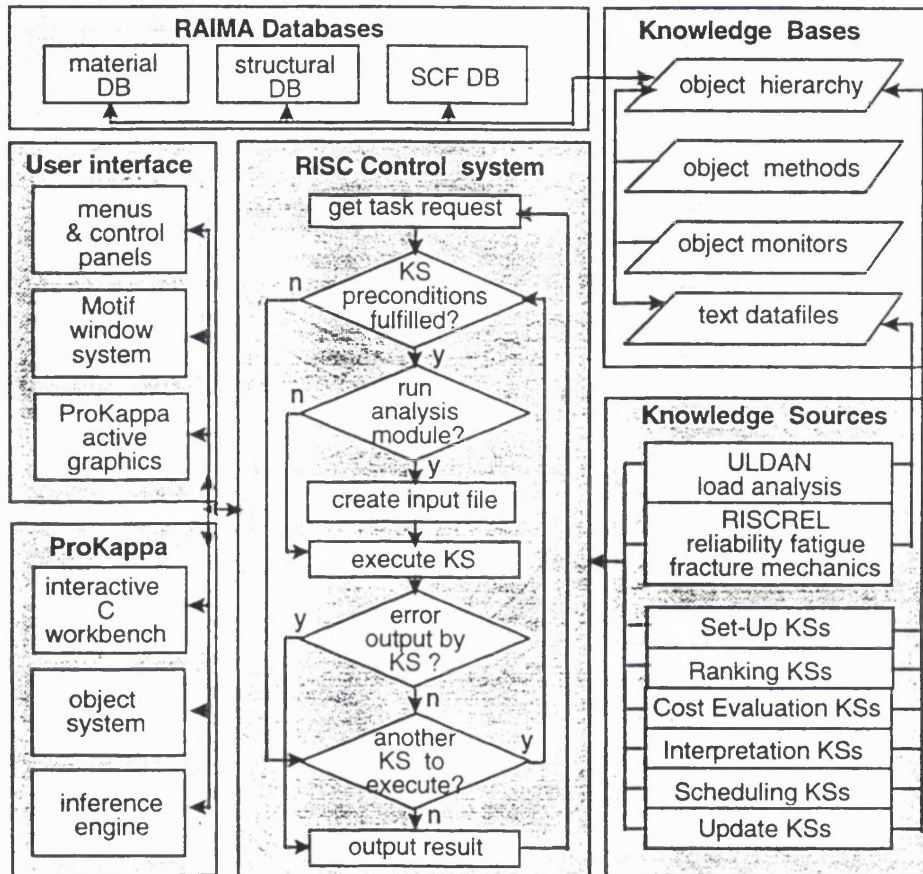 RAIMA Databases
material
DB
structural
DB
SCF DB
Knowledge Bases
object hierarchy
object methods
object monitors
text datafiles
User interface
menus
& control
panels
Motif
window
system
ProKappa
active
graphics
ProKappa
interactive
C
workbench
object
system
inference
engine
RISC Control system
get task request
KS
preconditions
fulfilled?
n
y
run
analysis
module?
n
y
create input file
execute KS
error
output by
KS ?
y
n
another
KS to
execute?
y
n
output result
Knowledge Sources
ULDAN
load analysis
RISCREL
reliability fatigue
fracture mechanics
Set-Up KSs
Ranking KSs
Cost Evaluation KSs
Interpretation KSs
Scheduling KSs
Update KSs